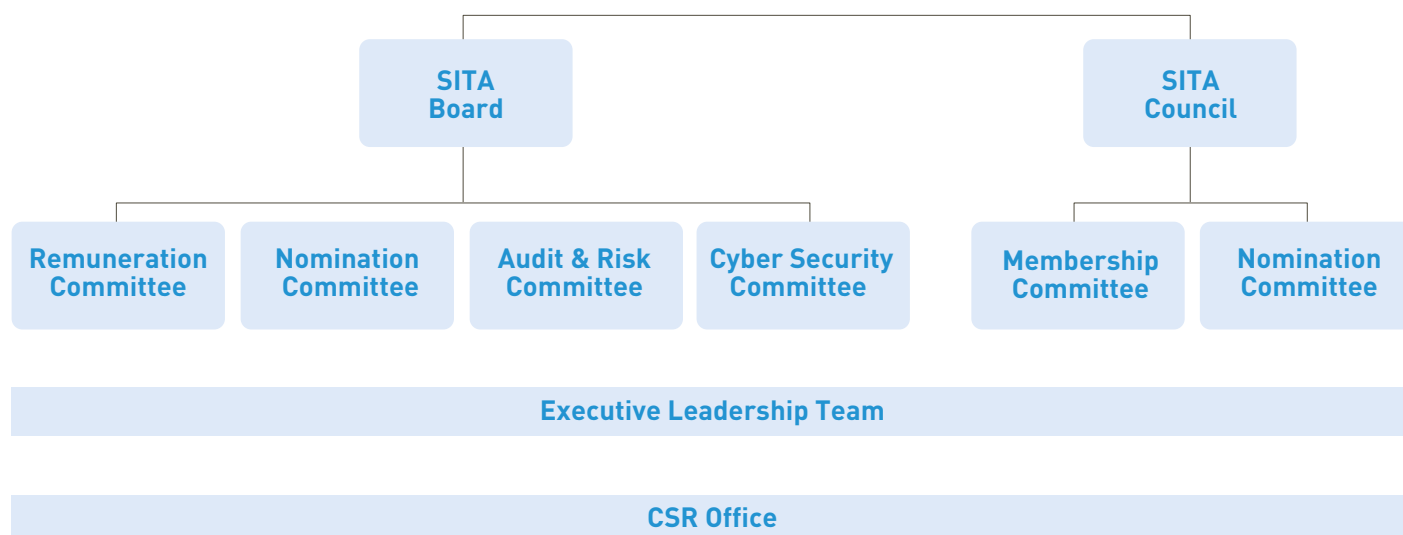 SITA
Board
SITA
Council
Remuneration
Committee
Nomination
Committee
Audit & Risk
Committee
Cyber Security
Committee
Membership
Committee
Nomination
Committee
Executive Leadership Team
CSR Office